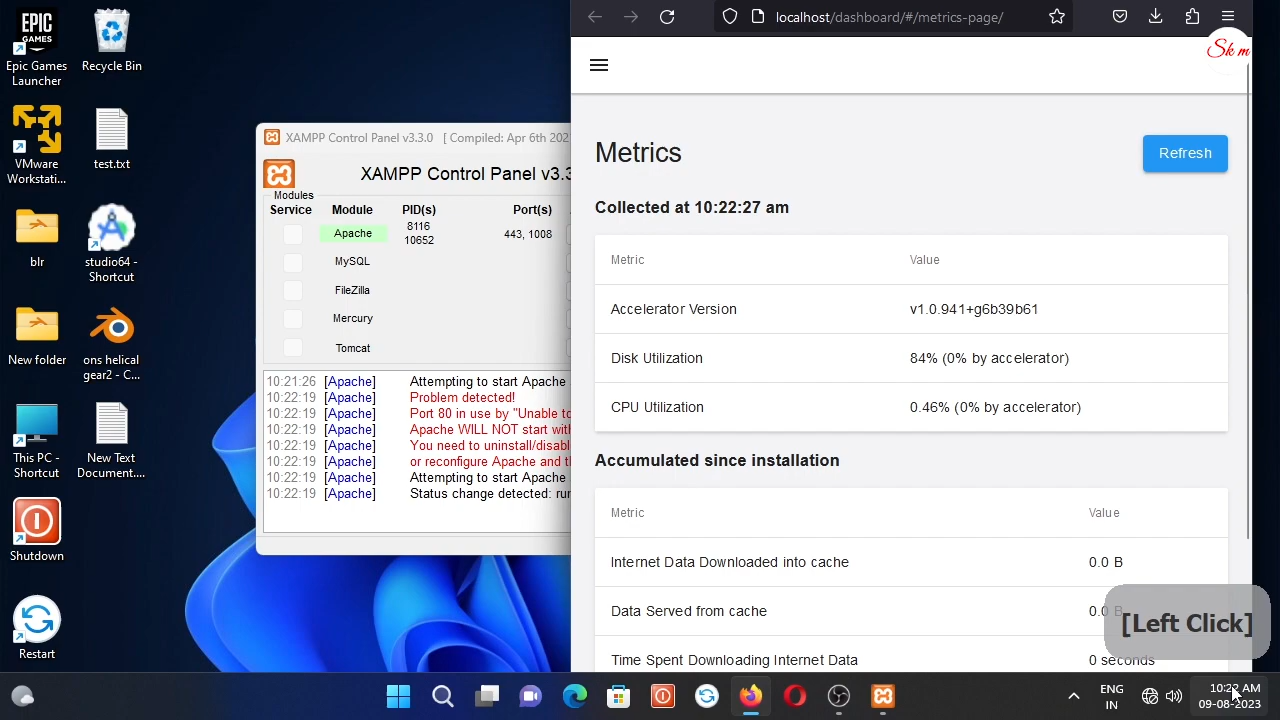 EPIC
GAMES
Epic Games
Launcher
Recycle Bin
VMware
Workstati...
test.txt
blr
studio64 -
Shortcut
New folder
ons helical
gear2 - C...
This PC -
Shortcut
New Text
Document....
Shutdown
Restart
XAMPP Control Panel v3.3.0 [ Compiled: Apr 6th 202
XAMPP Control Panel v3.3
Modules
Service Module PID(s) Port(s)
Apache 8116
10652 443, 1008
MySQL
FileZilla
Mercury
Tomcat
10:21:26 [Apache] Attempting to start Apache
10:22:19 [Apache] Problem detected!
10:22:19 [Apache] Port 80 in use by "Unable to
10:22:19 [Apache] Apache WILL NOT start with
10:22:19 [Apache] You need to uninstall/disabl
10:22:19 [Apache] or reconfigure Apache and th
10:22:19 [Apache] Attempting to start Apache
10:22:19 [Apache] Status change detected: run
localhost/dashboard/#/metrics-page/
Sk m
Metrics
Refresh
Collected at 10:22:27 am
Metric Value
Accelerator Version v1.0.941+g6b39b61
Disk Utilization 84% (0% by accelerator)
CPU Utilization 0.46% (0% by accelerator)
Accumulated since installation
Metric Value
Internet Data Downloaded into cache 0.0 B
Data Served from cache 0.0 B
Time Spent Downloading Internet Data 0 seconds
[Left Click]
ENG
IN
10:22 AM
09-08-2023